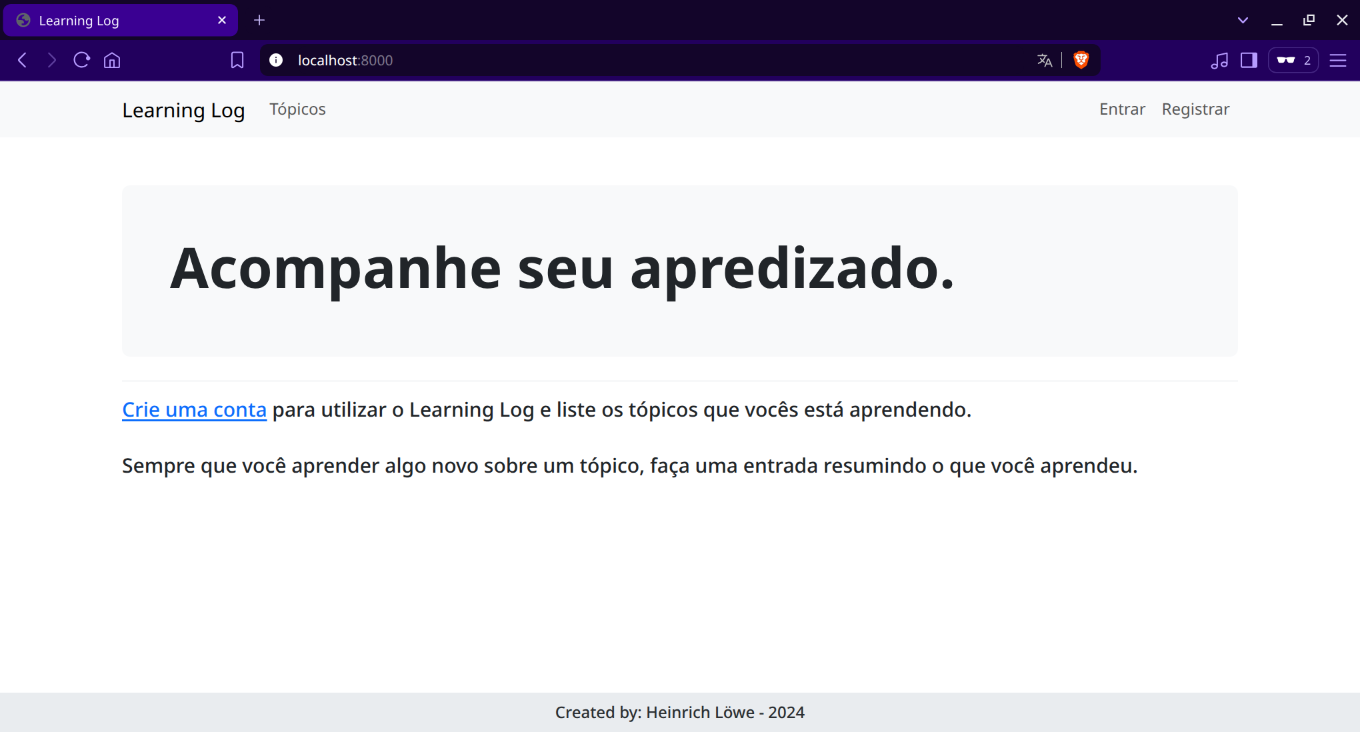 Learning Log
localhost:8000
2
Learning Log Tópicos Entrar Registrar
Acompanhe seu apredizado.
Crie uma conta para utilizar o Learning Log e liste os tópicos que vocês está aprendendo.
Sempre que você aprender algo novo sobre um tópico, faça uma entrada resumindo o que você aprendeu.
Created by: Heinrich Löwe - 2024